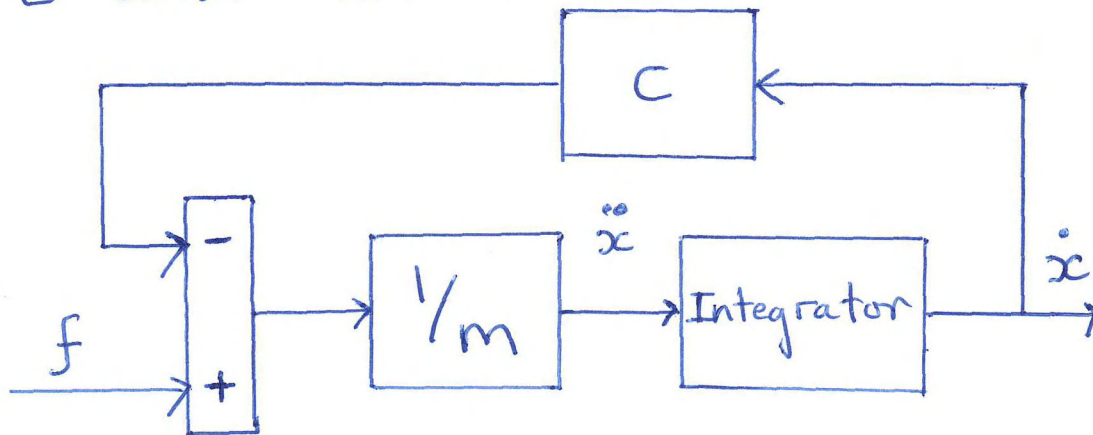 C
-
ẍ
ẋ
1/m
Integrator
f
+